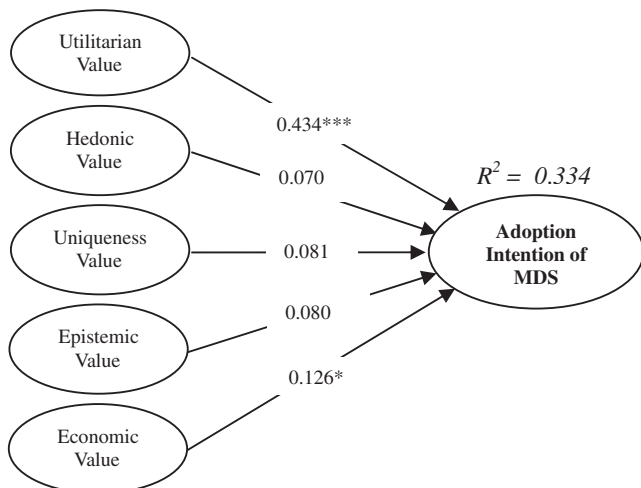 Utilitarian
Value
0.434***
Hedonic
Value
0.070
R² = 0.334
Uniqueness
Value
0.081
Adoption
Intention of
MDS
Epistemic
Value
0.080
0.126*
Economic
Value